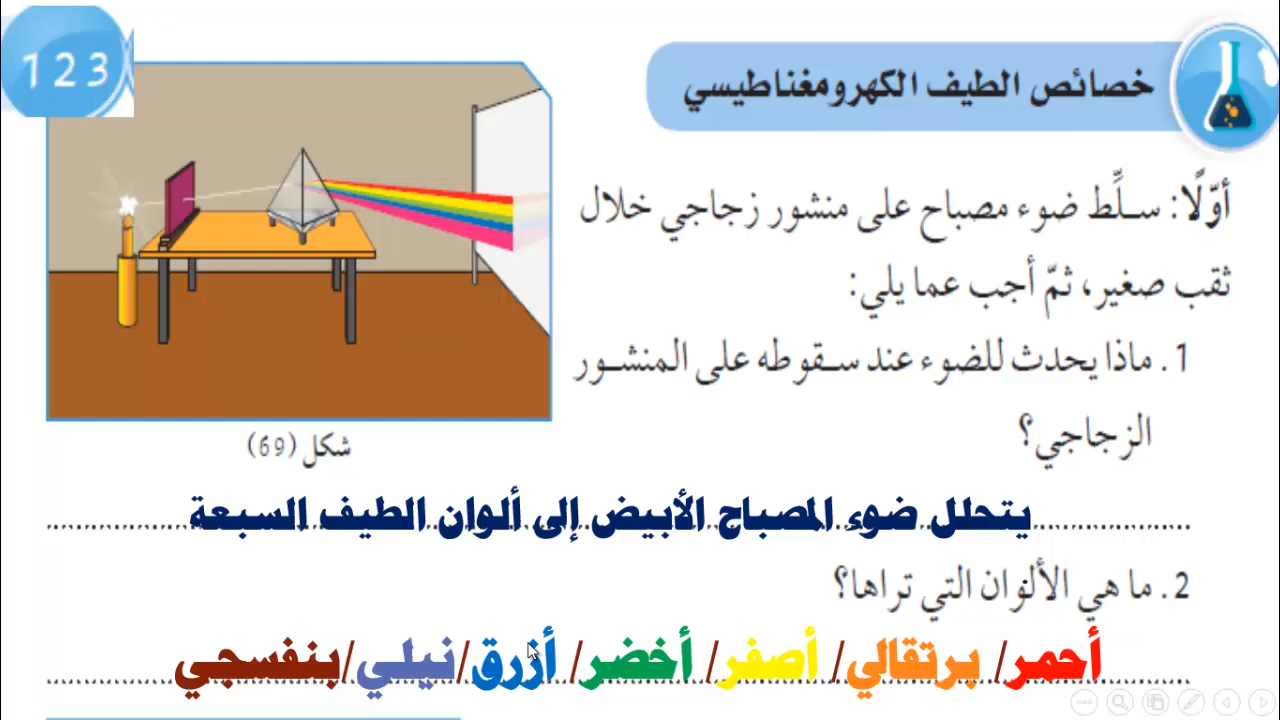 123
خصائص الطيف الكهرومغناطيسي
أوّلًا: سلِّط ضوء مصباح على منشور زجاجي خلال
ثقب صغير، ثمّ أجب عما يلي:
1. ماذا يحدث للضوء عند سقوطه على المنشور
الزجاجي؟
شكل (69)
يتحلل ضوء المصباح الأبيض إلى ألوان الطيف السبعة
2. ما هي الألوان التي تراها؟
أحمر/ برتقالي/ أصفر/ أخضر/ أزرق/نيلي/بنفسجي